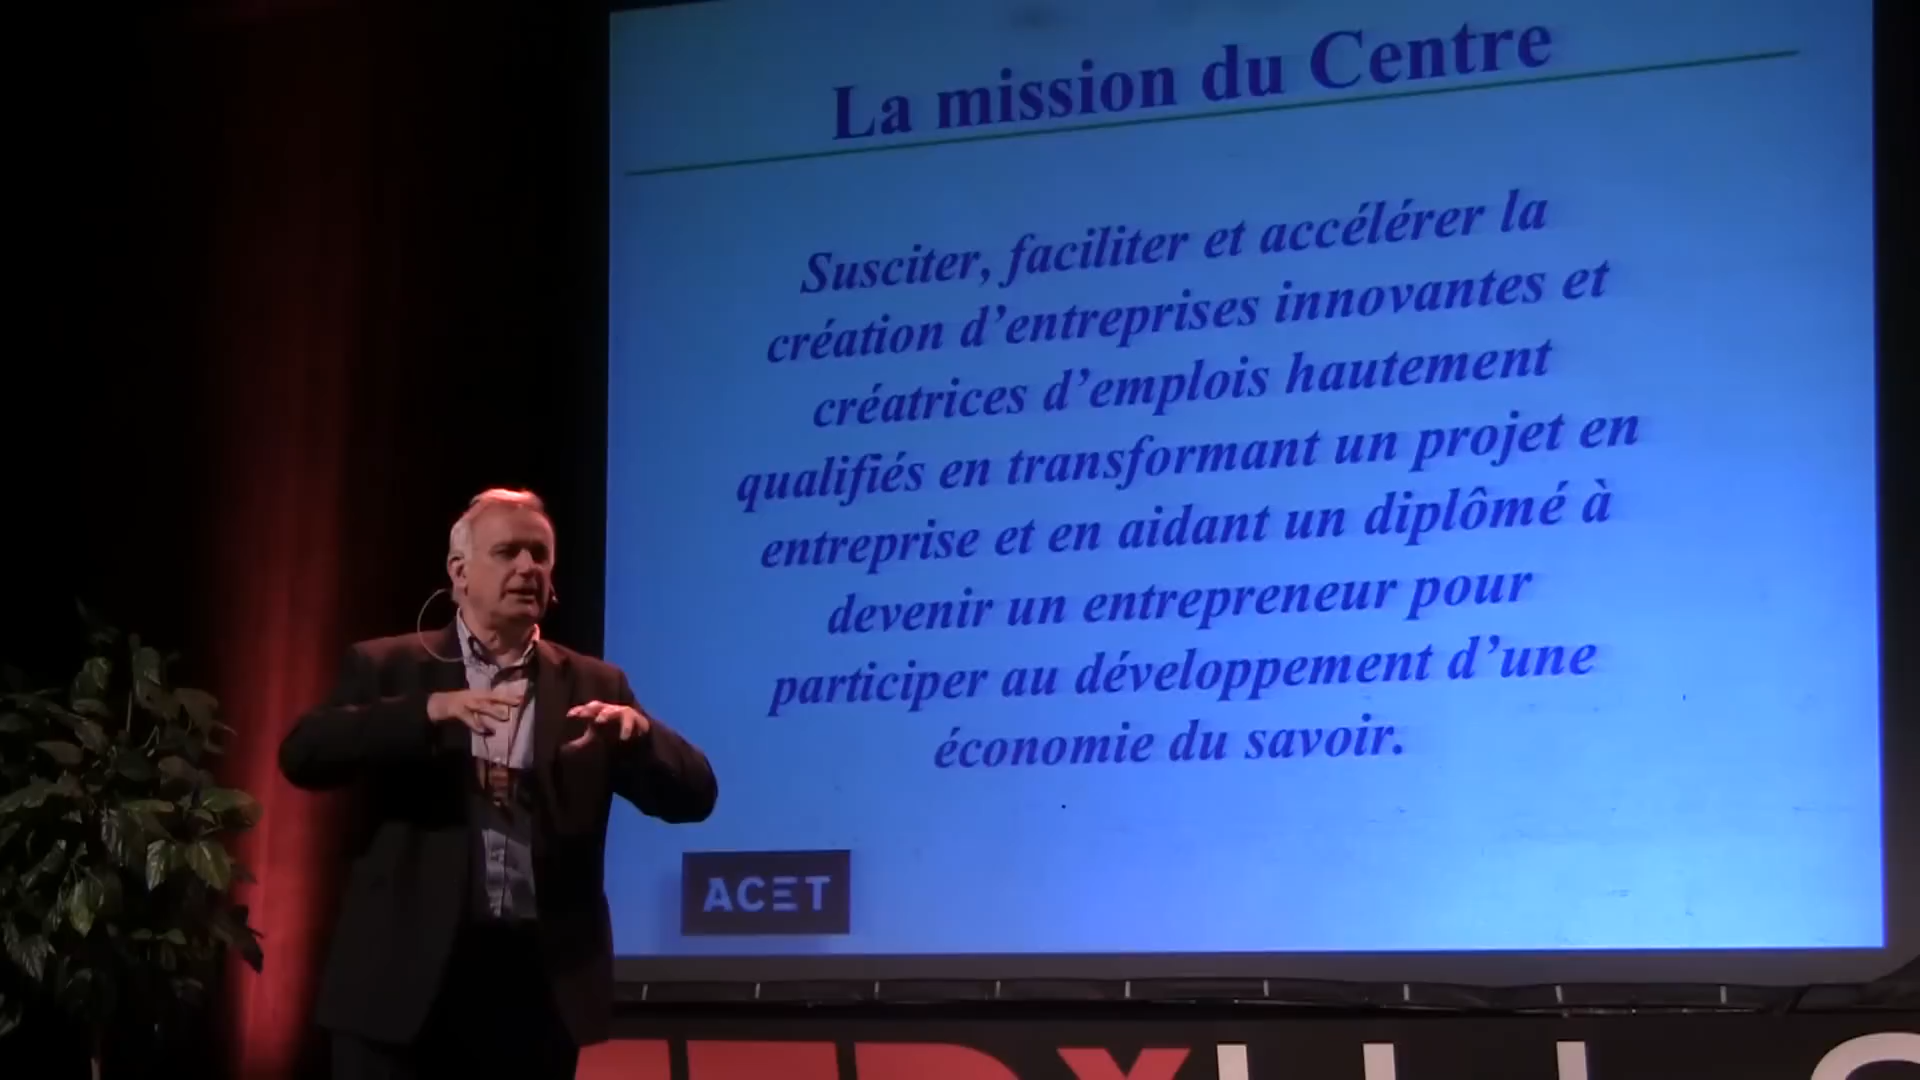 La mission du Centre
Susciter, faciliter et accélérer la
création d’entreprises innovantes et
créatrices d’emplois hautement
qualifiés en transformant un projet en
entreprise et en aidant un diplômé à
devenir un entrepreneur pour
participer au développement d’une
économie du savoir.
ACET